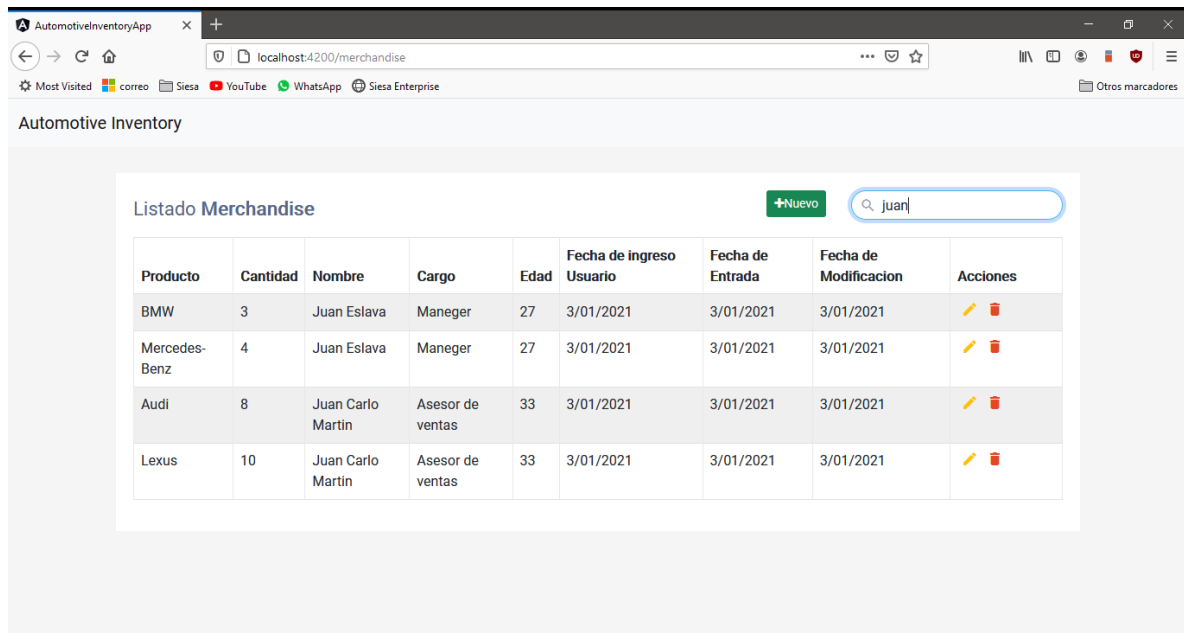 AutomotiveInventoryApp
localhost:4200/merchandise
Most Visited correo Siesa YouTube WhatsApp Siesa Enterprise Otros marcadores
Automotive Inventory
Listado Merchandise
+Nuevo
juan
Producto Cantidad Nombre Cargo Edad Fecha de ingreso Usuario Fecha de Entrada Fecha de Modificacion Acciones
BMW 3 Juan Eslava Maneger 27 3/01/2021 3/01/2021 3/01/2021
Mercedes-Benz 4 Juan Eslava Maneger 27 3/01/2021 3/01/2021 3/01/2021
Audi 8 Juan Carlo Martin Asesor de ventas 33 3/01/2021 3/01/2021 3/01/2021
Lexus 10 Juan Carlo Martin Asesor de ventas 33 3/01/2021 3/01/2021 3/01/2021